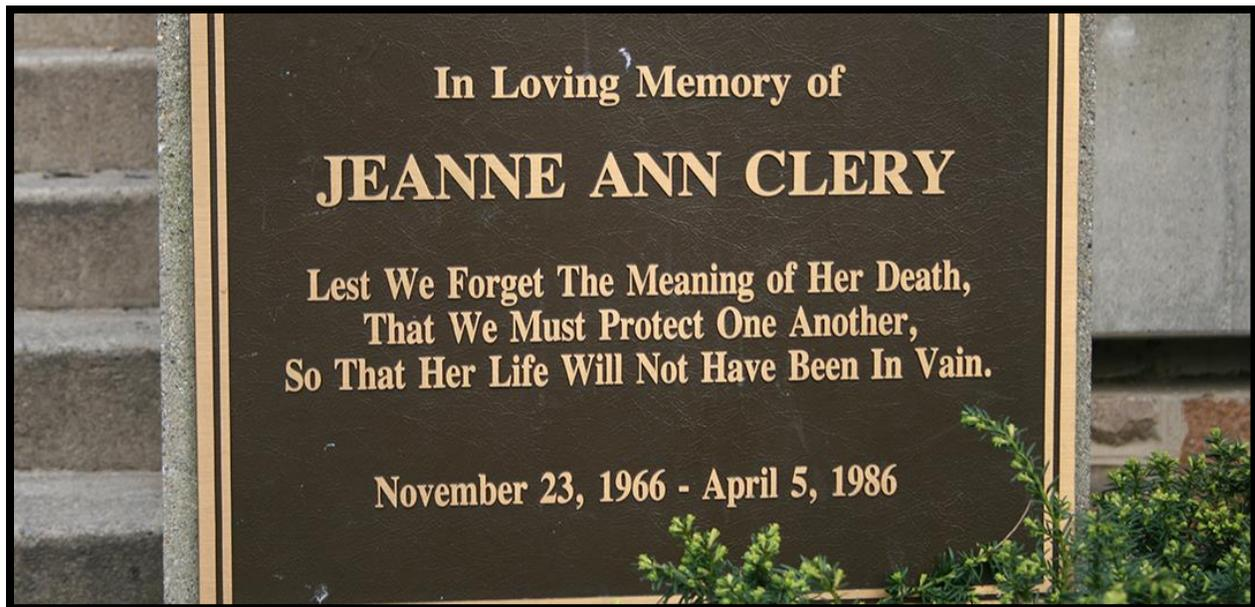 In Loving Memory of
JEANNE ANN CLERY
Lest We Forget The Meaning of Her Death,
That We Must Protect One Another,
So That Her Life Will Not Have Been In Vain.
November 23, 1966 - April 5, 1986